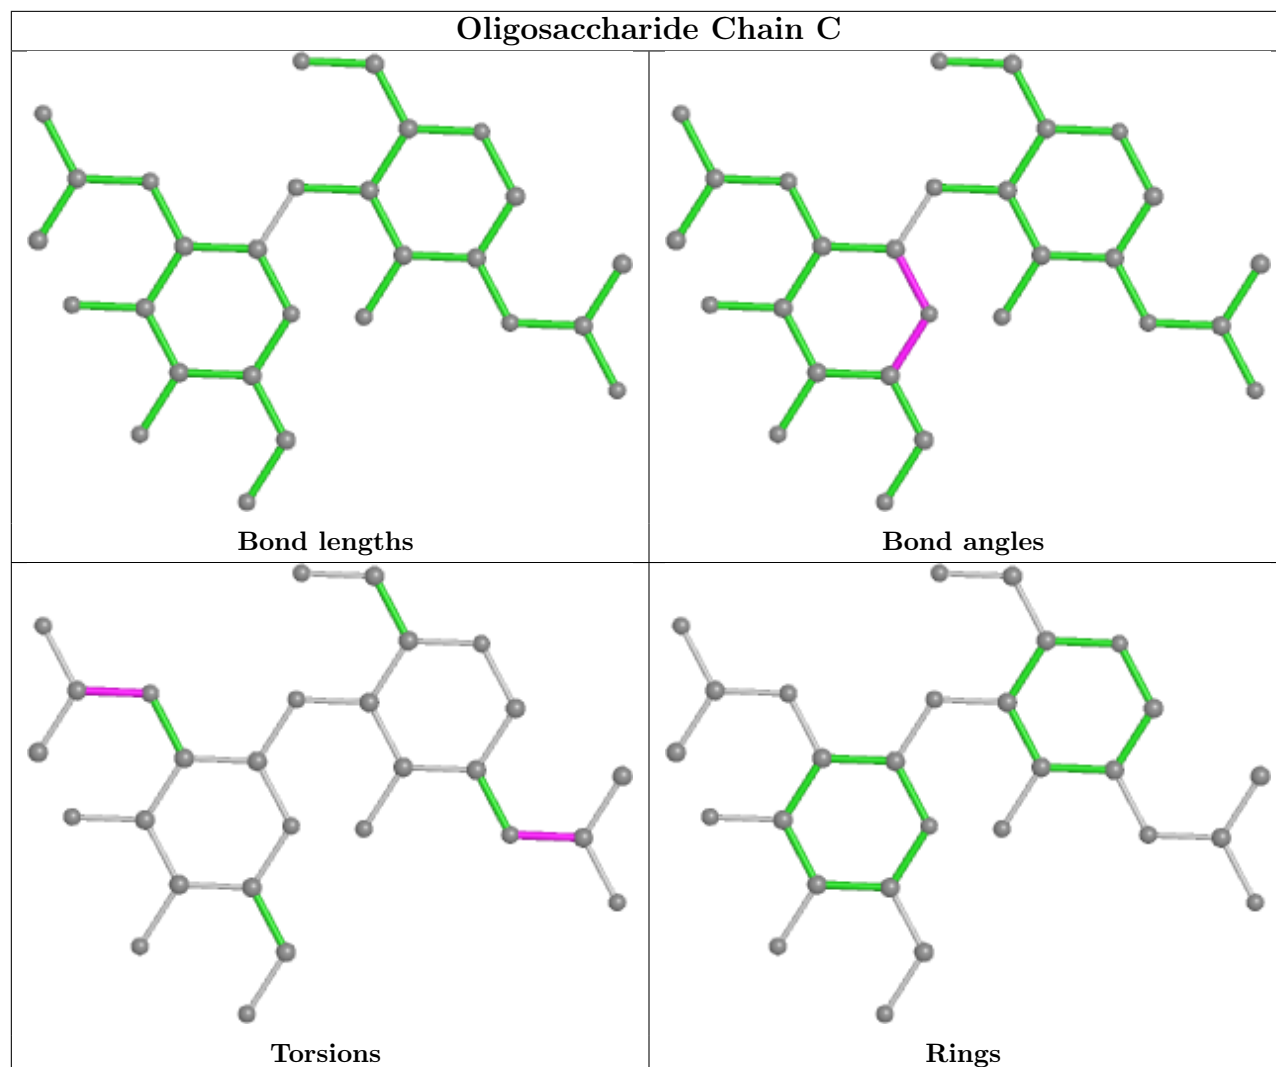 Oligosaccharide Chain C
Bond lengths
Bond angles
Torsions
Rings